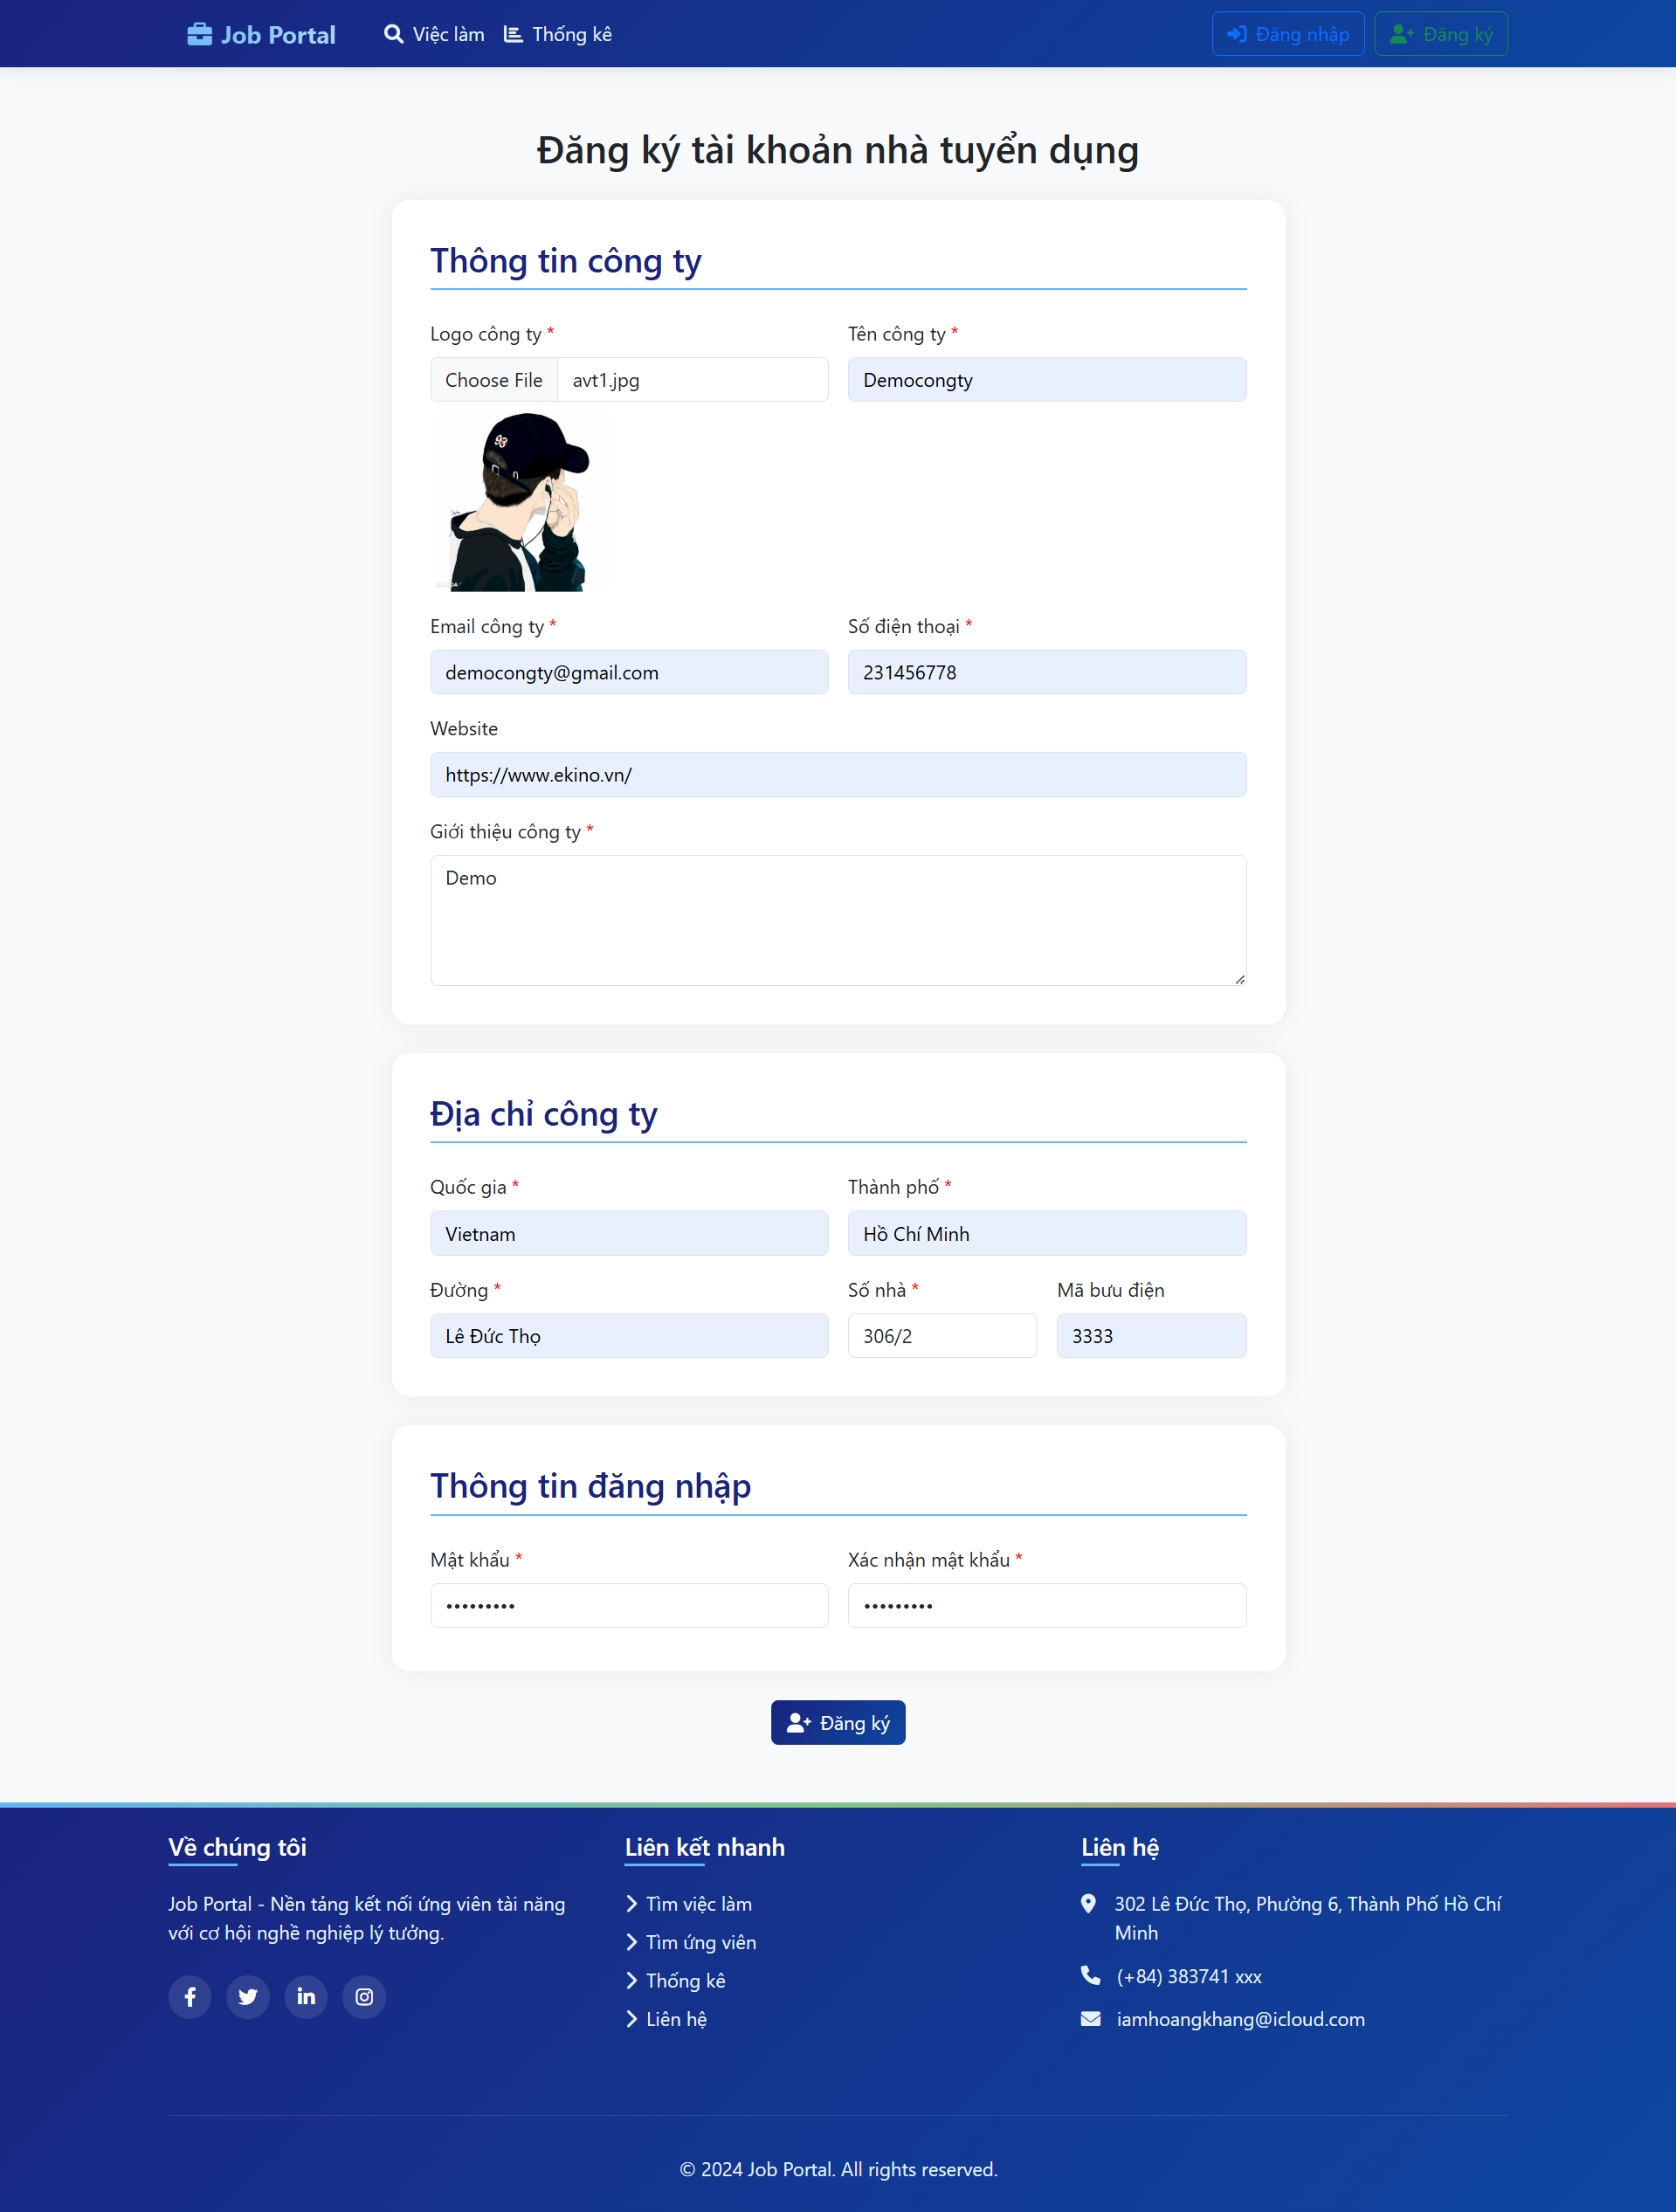 Job Portal
Việc làm
Thống kê
Đăng nhập
Đăng ký
Đăng ký tài khoản nhà tuyển dụng
Thông tin công ty
Logo công ty *
Tên công ty *
Choose File avt1.jpg
Democongty
93
Email công ty *
Số điện thoại *
democongty@gmail.com
231456778
Website
https://www.ekino.vn/
Giới thiệu công ty *
Demo
Địa chỉ công ty
Quốc gia *
Thành phố *
Vietnam
Hồ Chí Minh
Đường *
Số nhà *
Mã bưu điện
Lê Đức Thọ
306/2
3333
Thông tin đăng nhập
Mật khẩu *
Xác nhận mật khẩu *
•••••••••
•••••••••
Đăng ký
Về chúng tôi
Job Portal - Nền tảng kết nối ứng viên tài năng
với cơ hội nghề nghiệp lý tưởng.
Liên kết nhanh
Tìm việc làm
Tìm ứng viên
Thống kê
Liên hệ
Liên hệ
302 Lê Đức Thọ, Phường 6, Thành Phố Hồ Chí
Minh
(+84) 383741 xxx
iamhoangkhang@icloud.com
© 2024 Job Portal. All rights reserved.